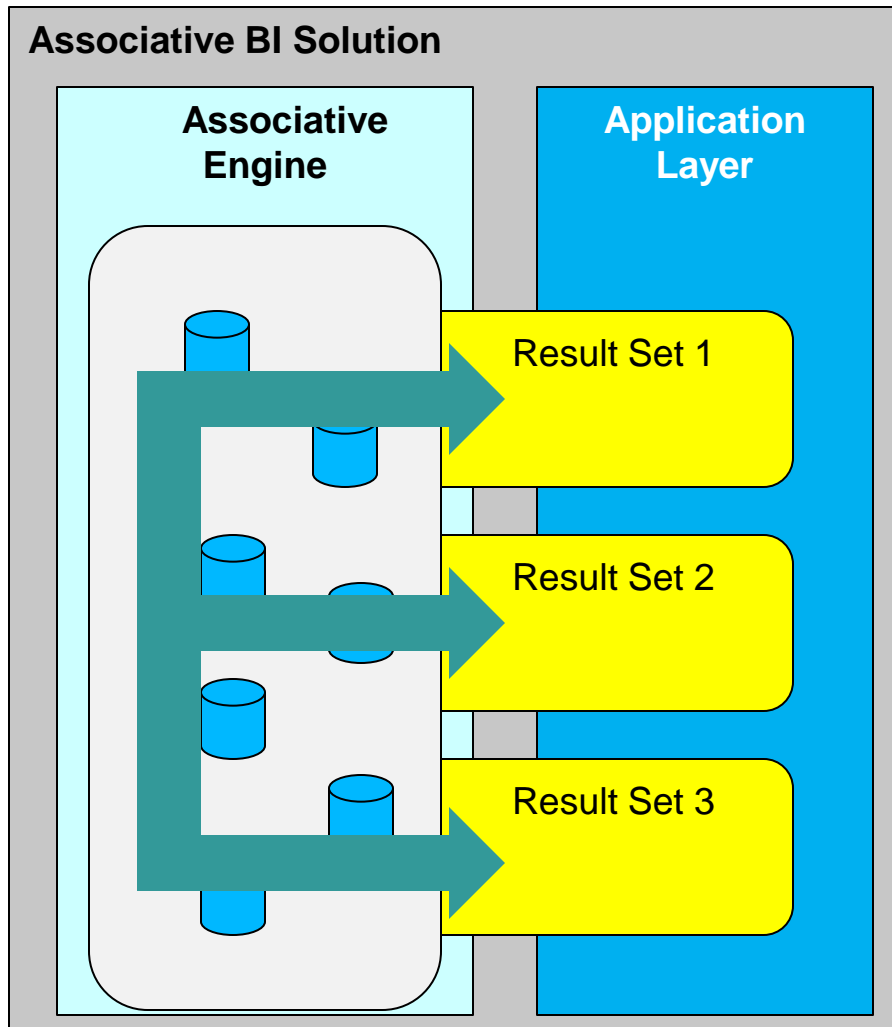 Associative BI Solution
Associative
Engine
Application
Layer
Result Set 1
Result Set 2
Result Set 3